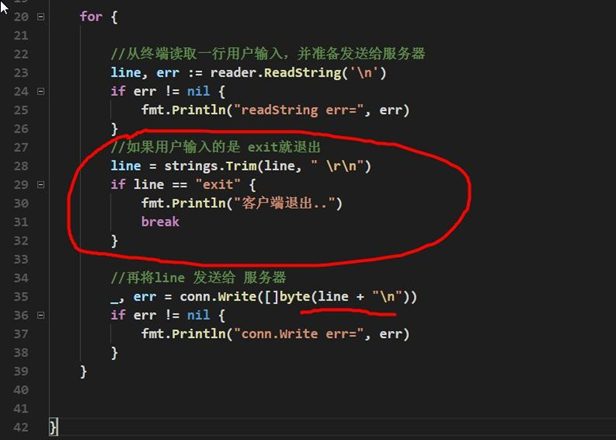 20 for {
21
22 //从终端读取一行用户输入，并准备发送给服务器
23 line, err := reader.ReadString('\n')
24 if err != nil {
25 fmt.Println("readString err=", err)
26 }
27 //如果用户输入的是 exit就退出
28 line = strings.Trim(line, " \r\n")
29 if line == "exit" {
30 fmt.Println("客户端退出..")
31 break
32 }
33
34 //再将line 发送给 服务器
35 _, err = conn.Write([]byte(line + "\n"))
36 if err != nil {
37 fmt.Println("conn.Write err=", err)
38 }
39 }
40
41
42 }